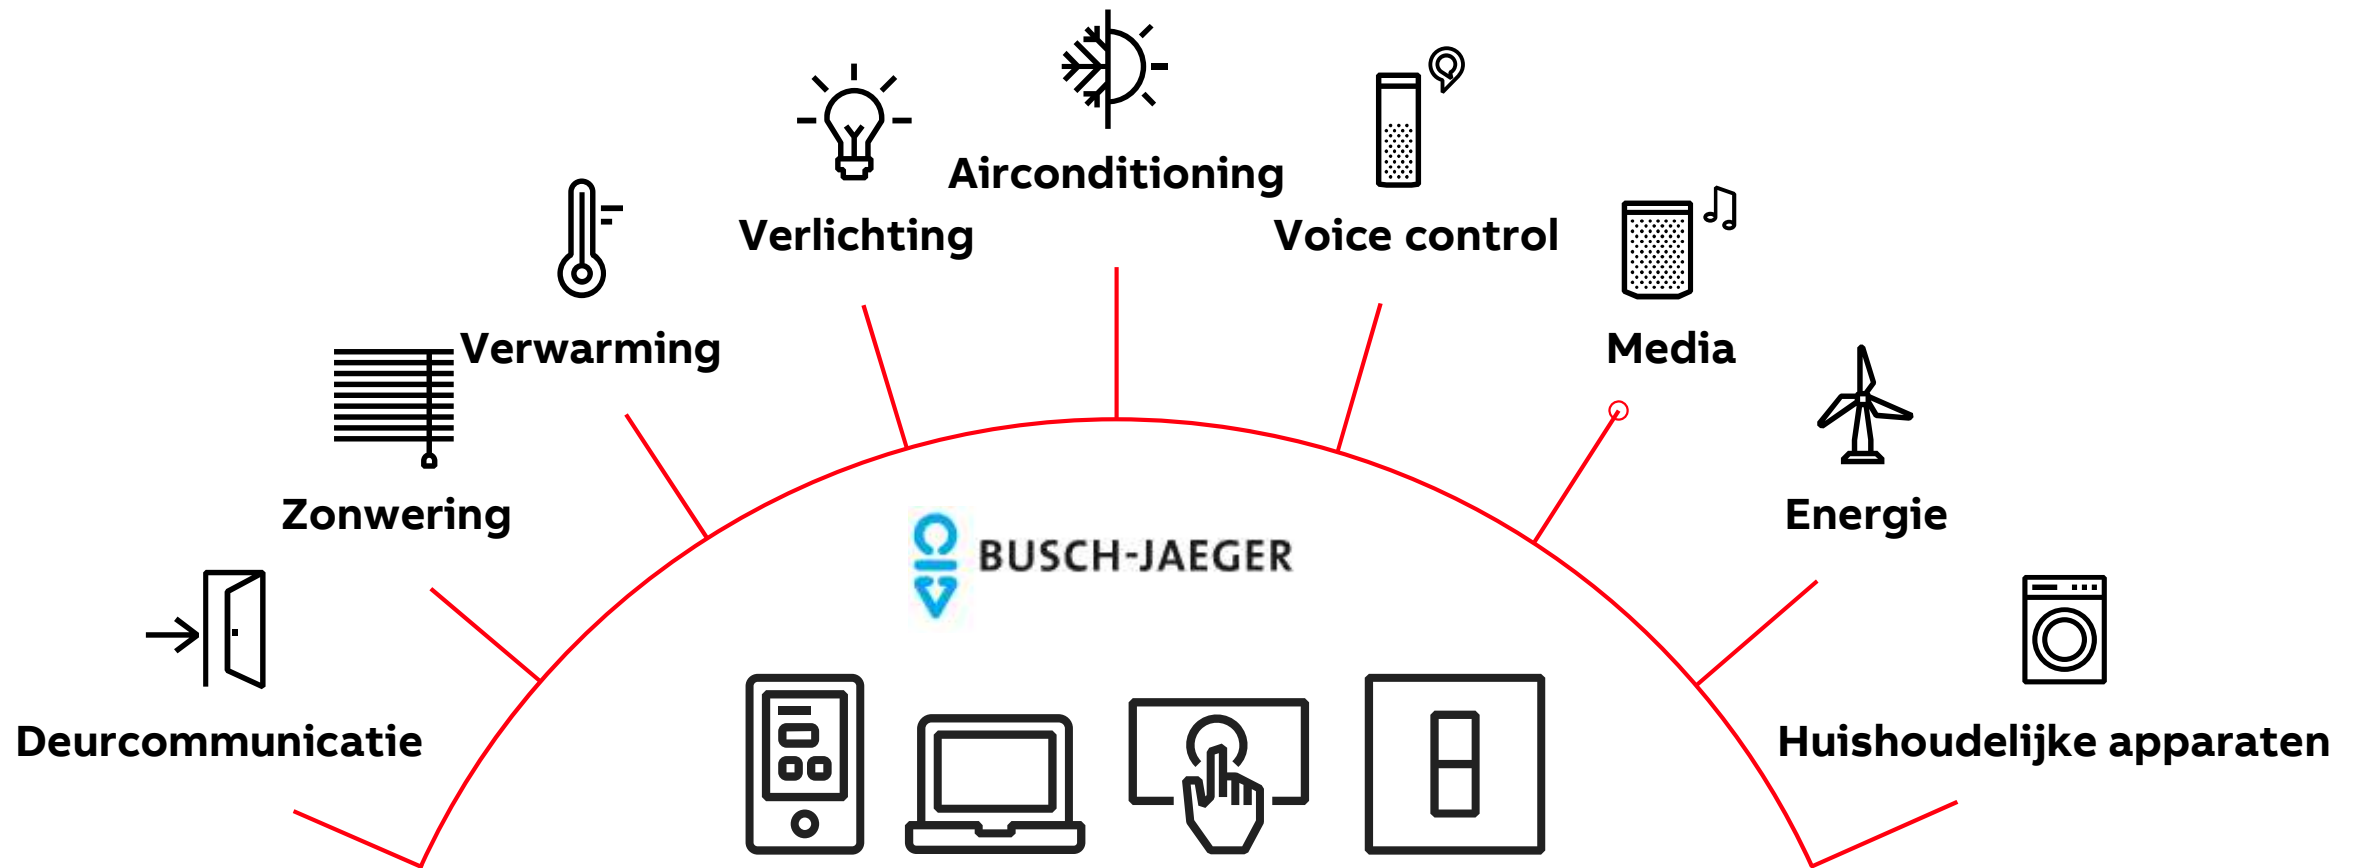 Airconditioning
Verlichting
Voice control
Verwarming
Media
Zonwering
Energie
BUSCH-JAEGER
Deurcommunicatie
Huishoudelijke apparaten